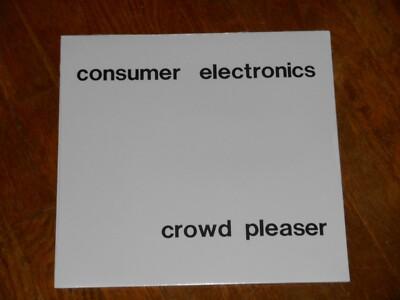 consumer electronics
crowd pleaser